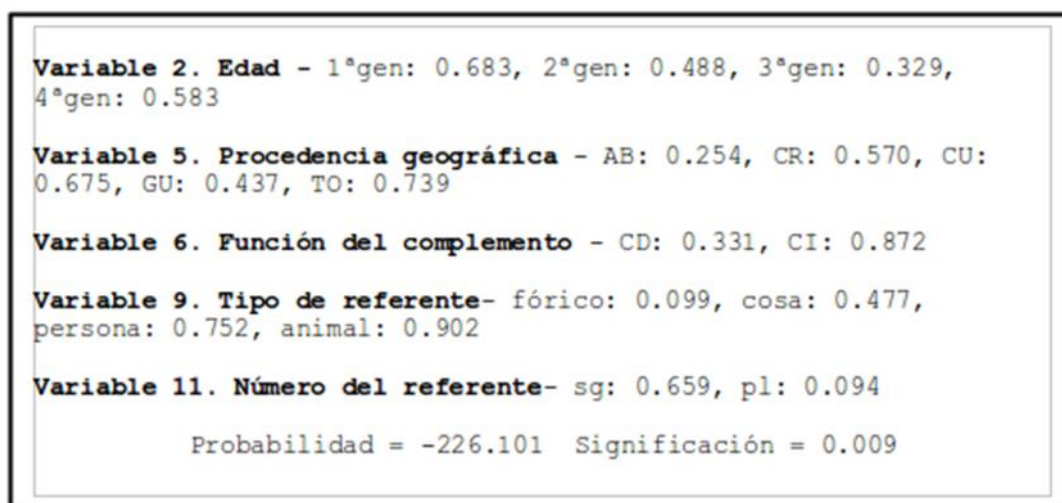 Variable 2. Edad - 1ªgen: 0.683, 2ªgen: 0.488, 3ªgen: 0.329,
4ªgen: 0.583
Variable 5. Procedencia geográfica - AB: 0.254, CR: 0.570, CU:
0.675, GU: 0.437, TO: 0.739
Variable 6. Función del complemento - CD: 0.331, CI: 0.872
Variable 9. Tipo de referente- fórico: 0.099, cosa: 0.477,
persona: 0.752, animal: 0.902
Variable 11. Número del referente- sg: 0.659, pl: 0.094
Probabilidad = -226.101 Significación = 0.009